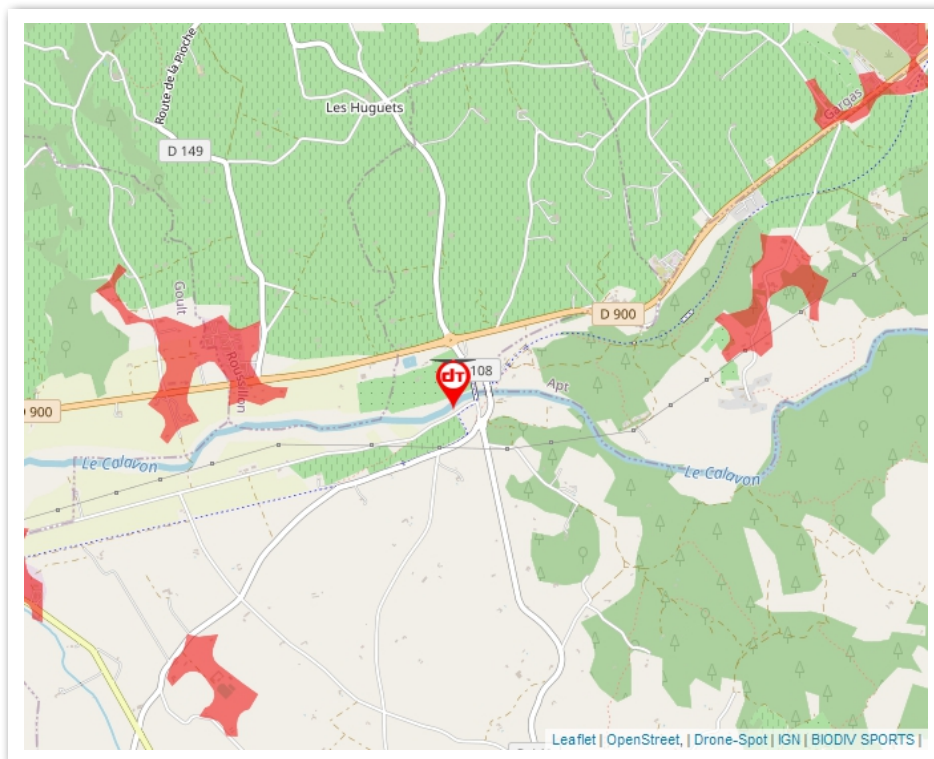 Route de la Pioche
Les Huguets
Gargas
D 149
Goult
Roussillon
D 900
108
Apt
900
Le Calavon
Le Calavon
Leaflet | OpenStreet, | Drone-Spot | IGN | BIODIV SPORTS |